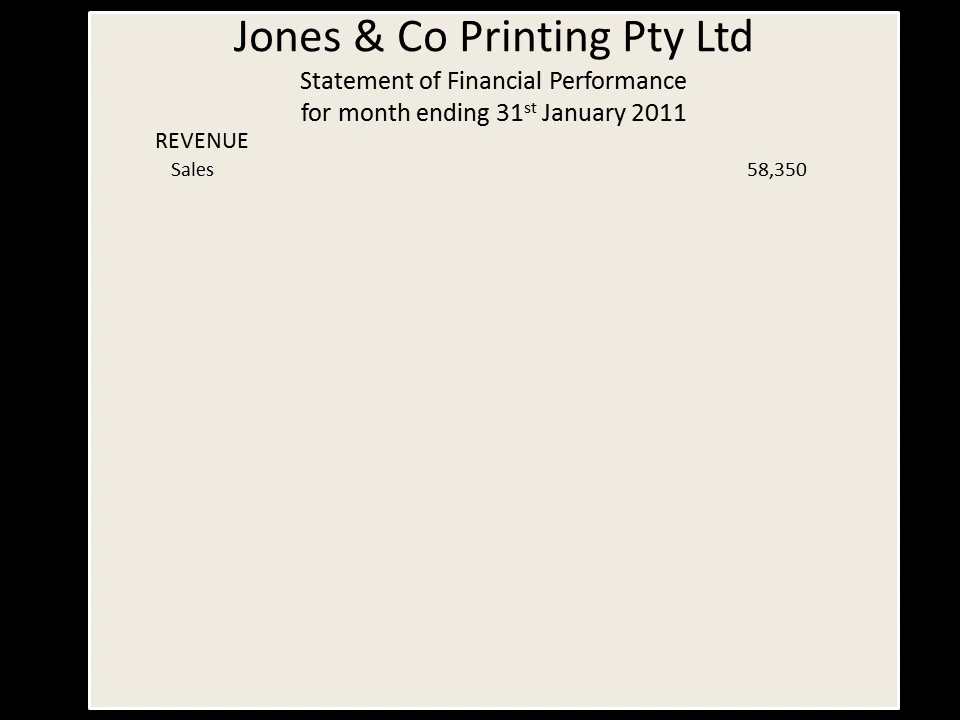 Jones & Co Printing Pty Ltd
Statement of Financial Performance
for month ending 31st January 2011
REVENUE
Sales 58,350